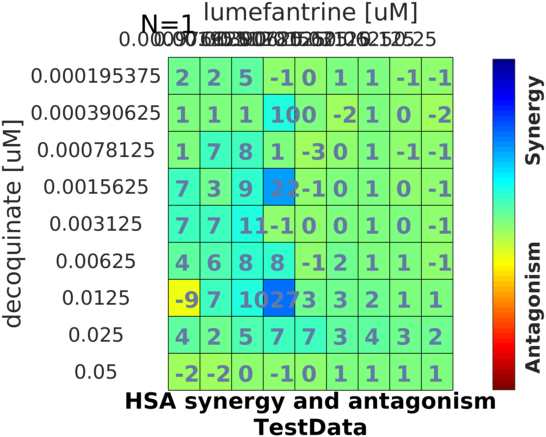 lumefantrine [uM]
N=1
0.000195375 2 2 5 -1 0 1 1 -1 -1
0.000390625 1 1 1 10 0 -2 1 0 -2
0.00078125 1 7 8 1 -3 0 1 -1 -1
0.0015625 7 3 9 22 -1 0 1 0 -1
0.003125 7 7 11 -1 0 0 1 0 -1
0.00625 4 6 8 8 -1 2 1 1 -1
0.0125 -9 7 10 27 3 3 2 1 1
0.025 4 2 5 7 7 3 4 3 2
0.05 -2 -2 0 -1 0 1 1 1 1
decoquinate [uM]
Synergy
Antagonism
HSA synergy and antagonism
TestData